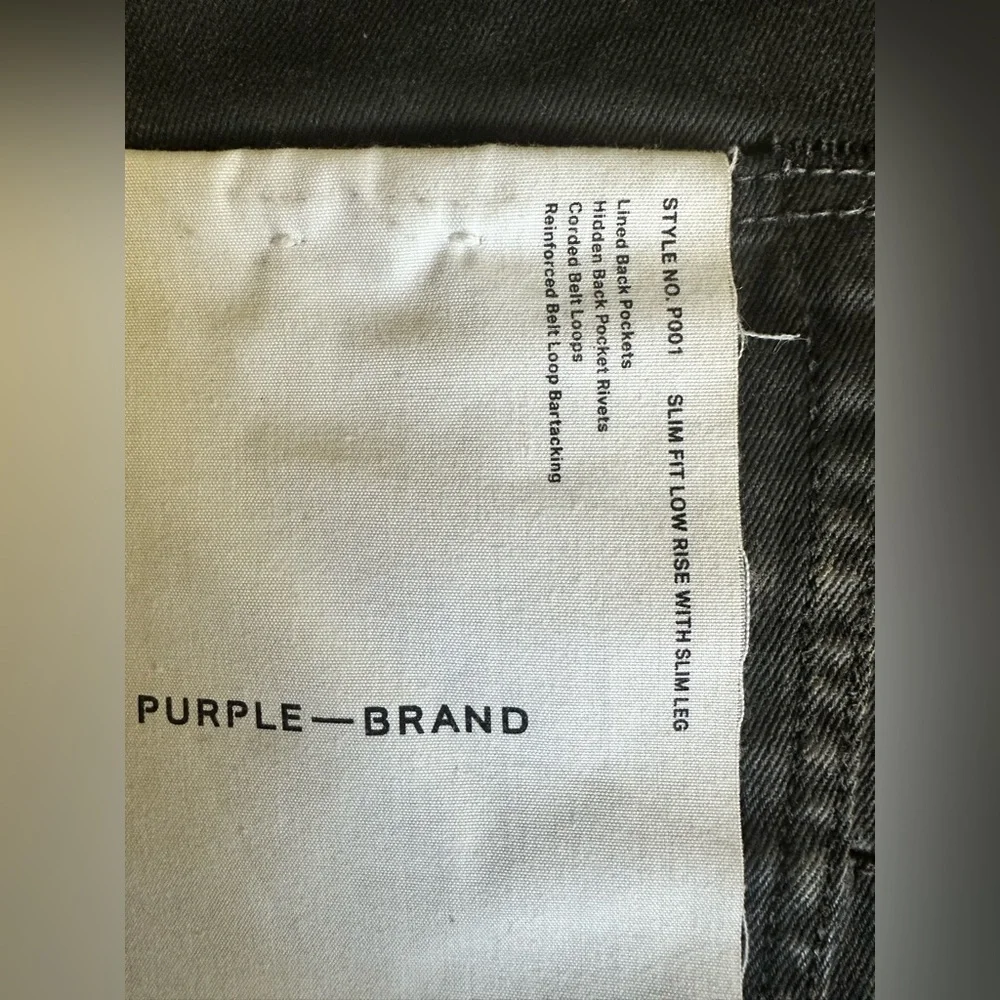 STYLE NO. P001 SLIM FIT LOW RISE WITH SLIM LEG
Lined Back Pockets
Hidden Back Pocket Rivets
Corded Belt Loops
Reinforced Belt Loop Bartacking
PURPLE—BRAND